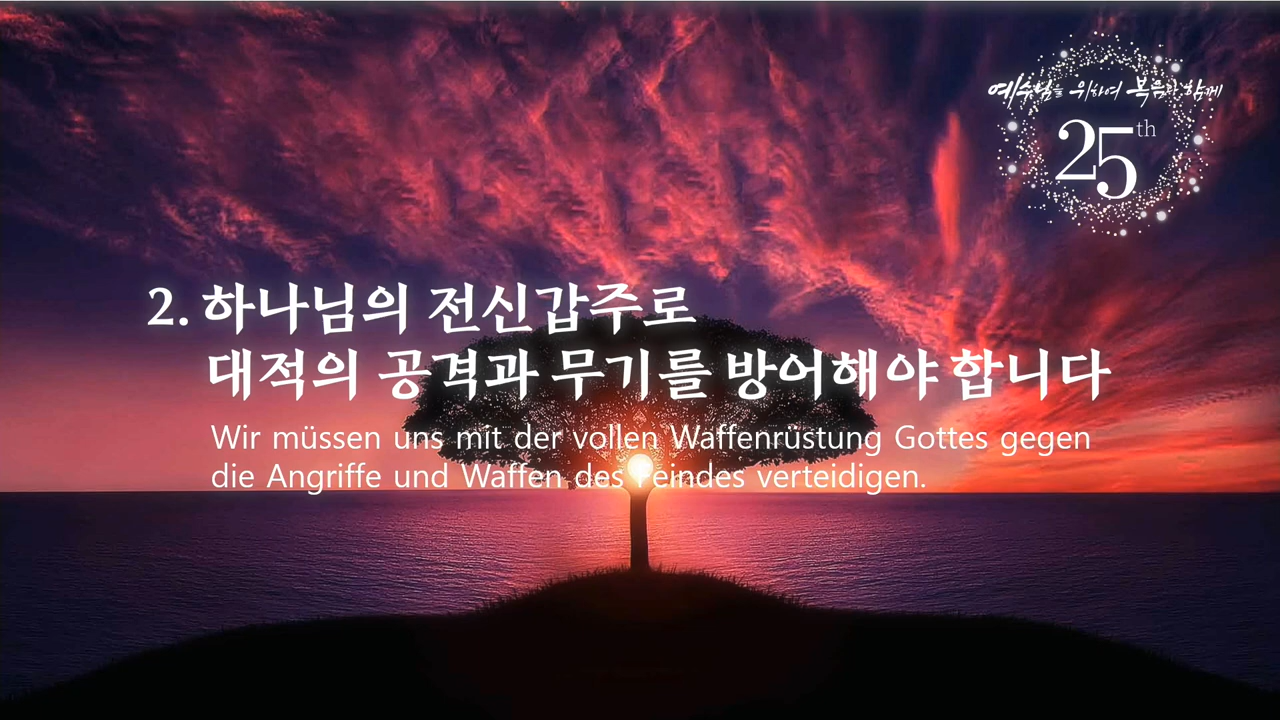 예수님을 위하여 복음과 함께
25th
2. 하나님의 전신갑주로
대적의 공격과 무기를 방어해야 합니다
Wir müssen uns mit der vollen Waffenrüstung Gottes gegen
die Angriffe und Waffen des Feindes verteidigen.